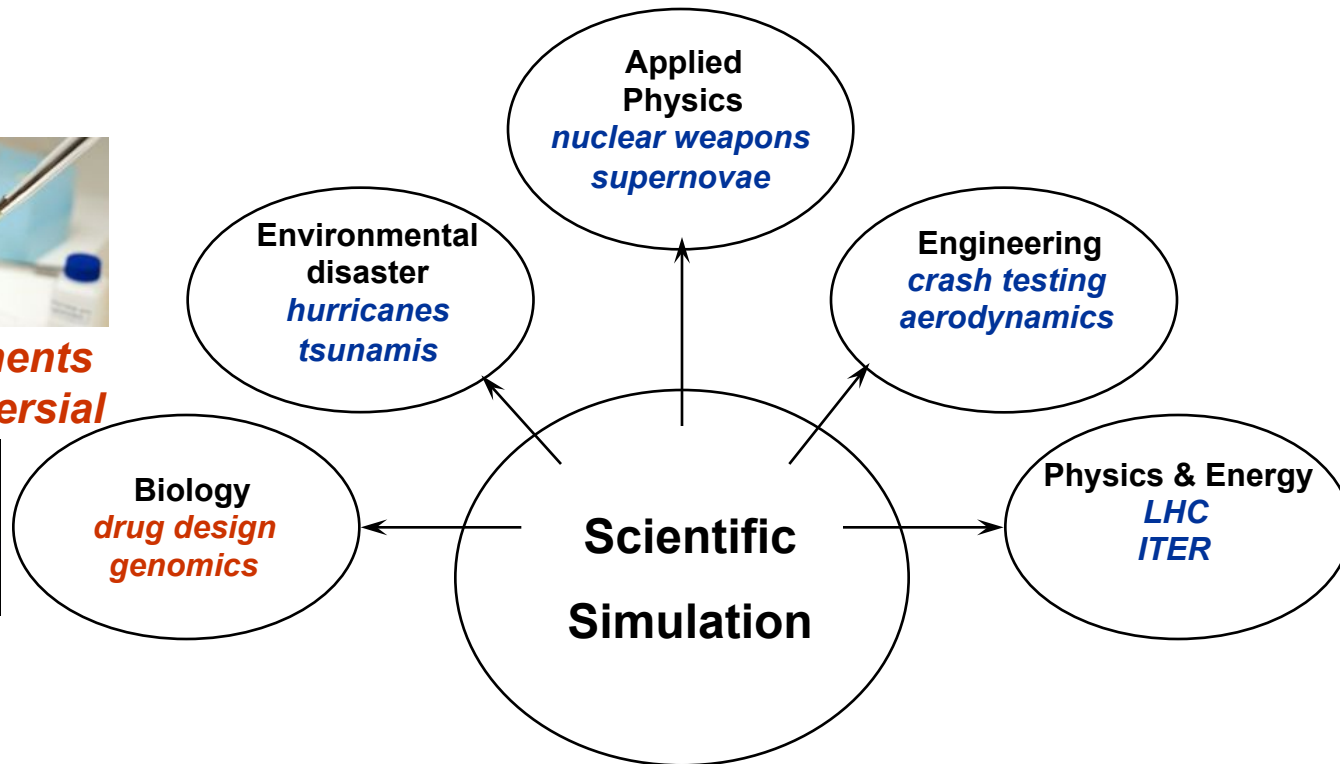 Applied
Physics
nuclear weapons
supernovae
Environmental
disaster
hurricanes
tsunamis
Engineering
crash testing
aerodynamics
Biology
drug design
genomics
Physics & Energy
LHC
ITER
Scientific
Simulation